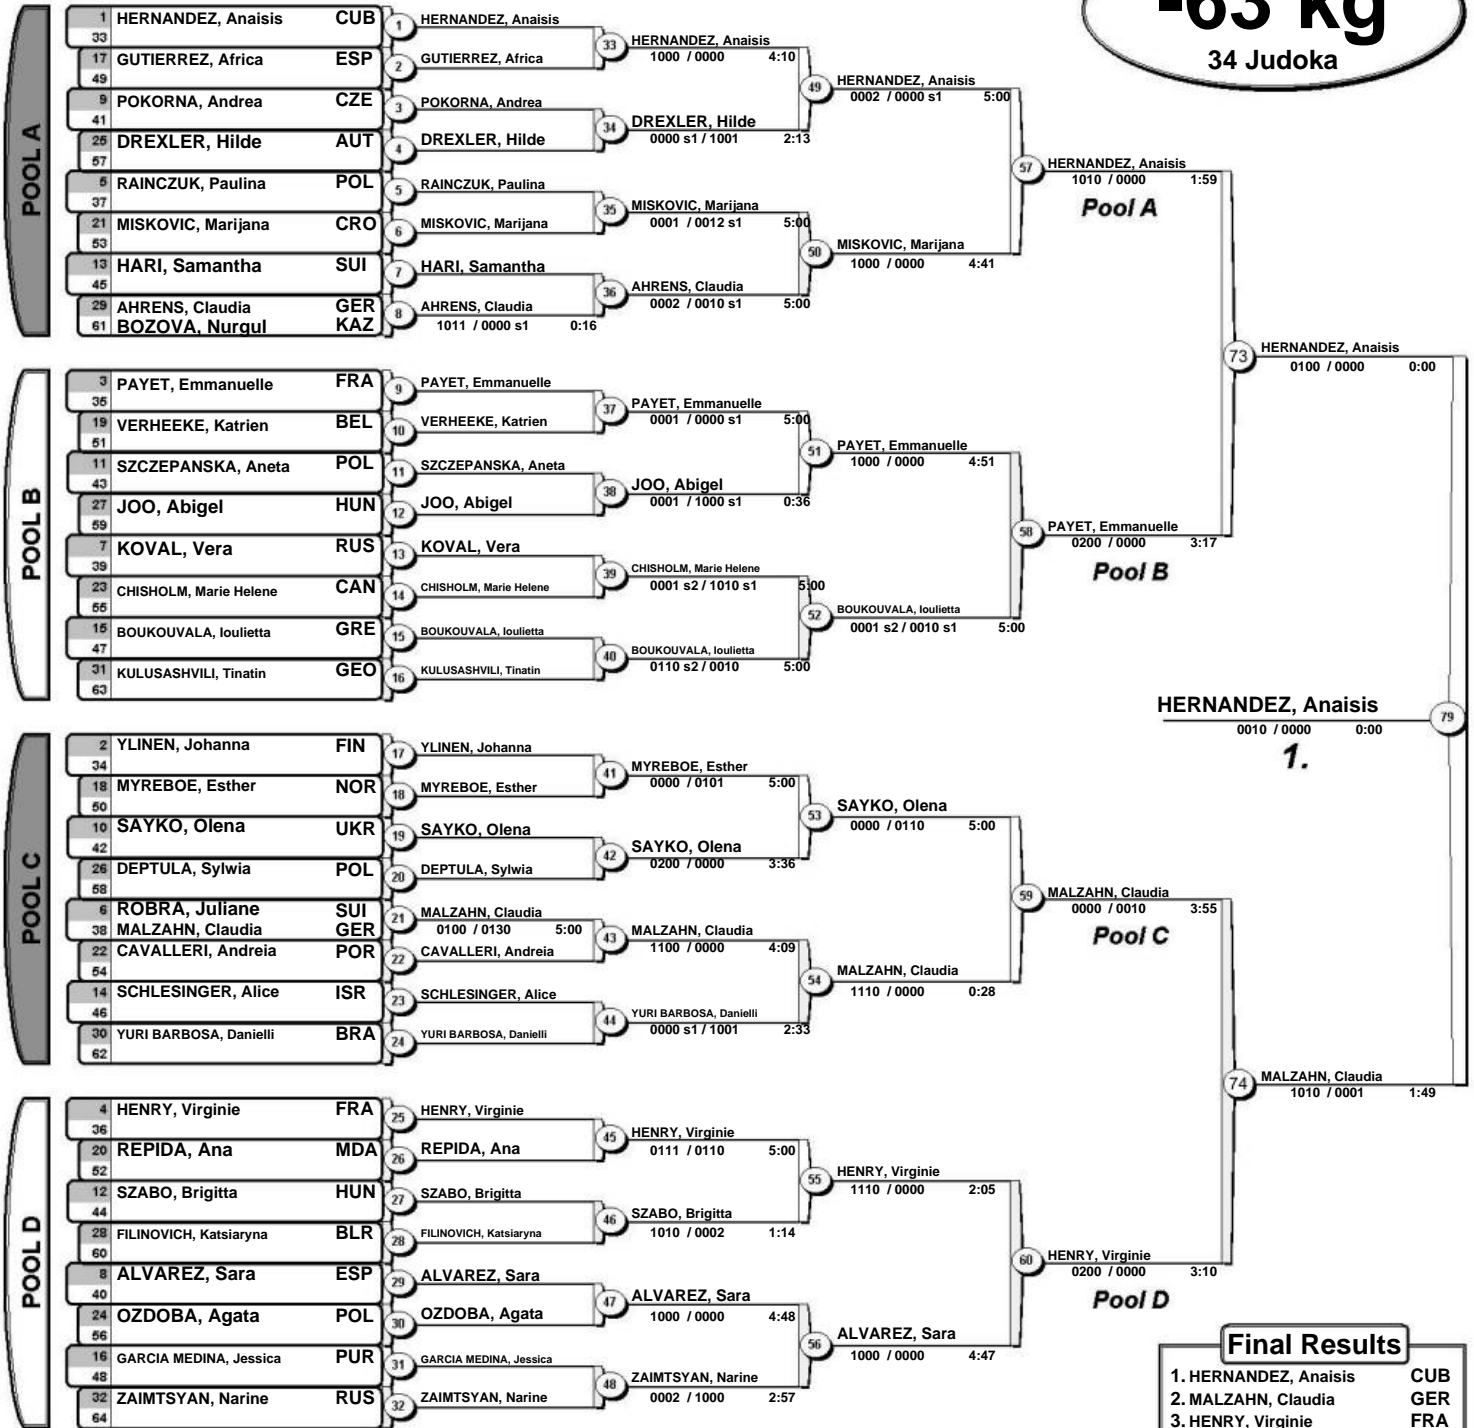 -63 kg
34 Judoka
POOL A
1 HERNANDEZ, Anaisis CUB
33
17 GUTIERREZ, Africa ESP
49
9 POKORNA, Andrea CZE
41
25 DREXLER, Hilde AUT
57
5 RAINCZUK, Paulina POL
37
21 MISKOVIC, Marijana CRO
53
13 HARI, Samantha SUI
45
29 AHRENS, Claudia GER
61 BOZOVA, Nurgul KAZ
1 HERNANDEZ, Anaisis
2 GUTIERREZ, Africa
3 POKORNA, Andrea
4 DREXLER, Hilde
5 RAINCZUK, Paulina
6 MISKOVIC, Marijana
7 HARI, Samantha
8 AHRENS, Claudia
1011 / 0000 s1 0:16
33 HERNANDEZ, Anaisis
1000 / 0000 4:10
34 DREXLER, Hilde
0000 s1 / 1001 2:13
35 MISKOVIC, Marijana
0001 / 0012 s1 5:00
36 AHRENS, Claudia
0002 / 0010 s1 5:00
49 HERNANDEZ, Anaisis
0002 / 0000 s1 5:00
50 MISKOVIC, Marijana
1000 / 0000 4:41
57 HERNANDEZ, Anaisis
1010 / 0000 1:59
Pool A
POOL B
3 PAYET, Emmanuelle FRA
35
19 VERHEEKE, Katrien BEL
51
11 SZCZEPANSKA, Aneta POL
43
27 JOO, Abigel HUN
59
7 KOVAL, Vera RUS
39
23 CHISHOLM, Marie Helene CAN
55
15 BOUKOUVALA, Ioulietta GRE
47
31 KULUSASHVILI, Tinatin GEO
63
9 PAYET, Emmanuelle
10 VERHEEKE, Katrien
11 SZCZEPANSKA, Aneta
12 JOO, Abigel
13 KOVAL, Vera
14 CHISHOLM, Marie Helene
15 BOUKOUVALA, Ioulietta
16 KULUSASHVILI, Tinatin
37 PAYET, Emmanuelle
0001 / 0000 s1 5:00
38 JOO, Abigel
0001 / 1000 s1 0:36
39 CHISHOLM, Marie Helene
0001 s2 / 1010 s1 5:00
40 BOUKOUVALA, Ioulietta
0110 s2 / 0010 5:00
51 PAYET, Emmanuelle
1000 / 0000 4:51
52 BOUKOUVALA, Ioulietta
0001 s2 / 0010 s1 5:00
58 PAYET, Emmanuelle
0200 / 0000 3:17
Pool B
73 HERNANDEZ, Anaisis
0100 / 0000 0:00
HERNANDEZ, Anaisis 79
0010 / 0000 0:00
1.
POOL C
2 YLINEN, Johanna FIN
34
18 MYREBOE, Esther NOR
50
10 SAYKO, Olena UKR
42
26 DEPTULA, Sylwia POL
58
6 ROBRA, Juliane SUI
38 MALZAHN, Claudia GER
22 CAVALLERI, Andreia POR
54
14 SCHLESINGER, Alice ISR
46
30 YURI BARBOSA, Danielli BRA
62
17 YLINEN, Johanna
18 MYREBOE, Esther
19 SAYKO, Olena
20 DEPTULA, Sylwia
21 MALZAHN, Claudia
0100 / 0130 5:00
22 CAVALLERI, Andreia
23 SCHLESINGER, Alice
24 YURI BARBOSA, Danielli
41 MYREBOE, Esther
0000 / 0101 5:00
42 SAYKO, Olena
0200 / 0000 3:36
43 MALZAHN, Claudia
1100 / 0000 4:09
44 YURI BARBOSA, Danielli
0000 s1 / 1001 2:33
53 SAYKO, Olena
0000 / 0110 5:00
54 MALZAHN, Claudia
1110 / 0000 0:28
59 MALZAHN, Claudia
0000 / 0010 3:55
Pool C
POOL D
4 HENRY, Virginie FRA
36
20 REPIDA, Ana MDA
52
12 SZABO, Brigitta HUN
44
28 FILINOVICH, Katsiaryna BLR
60
8 ALVAREZ, Sara ESP
40
24 OZDOBA, Agata POL
56
16 GARCIA MEDINA, Jessica PUR
48
32 ZAIMTSYAN, Narine RUS
64
25 HENRY, Virginie
26 REPIDA, Ana
27 SZABO, Brigitta
28 FILINOVICH, Katsiaryna
29 ALVAREZ, Sara
30 OZDOBA, Agata
31 GARCIA MEDINA, Jessica
32 ZAIMTSYAN, Narine
45 HENRY, Virginie
0111 / 0110 5:00
46 SZABO, Brigitta
1010 / 0002 1:14
47 ALVAREZ, Sara
1000 / 0000 4:48
48 ZAIMTSYAN, Narine
0002 / 1000 2:57
55 HENRY, Virginie
1110 / 0000 2:05
56 ALVAREZ, Sara
1000 / 0000 4:47
60 HENRY, Virginie
0200 / 0000 3:10
Pool D
74 MALZAHN, Claudia
1010 / 0001 1:49
Final Results
1. HERNANDEZ, Anaisis CUB
2. MALZAHN, Claudia GER
3. HENRY, Virginie FRA